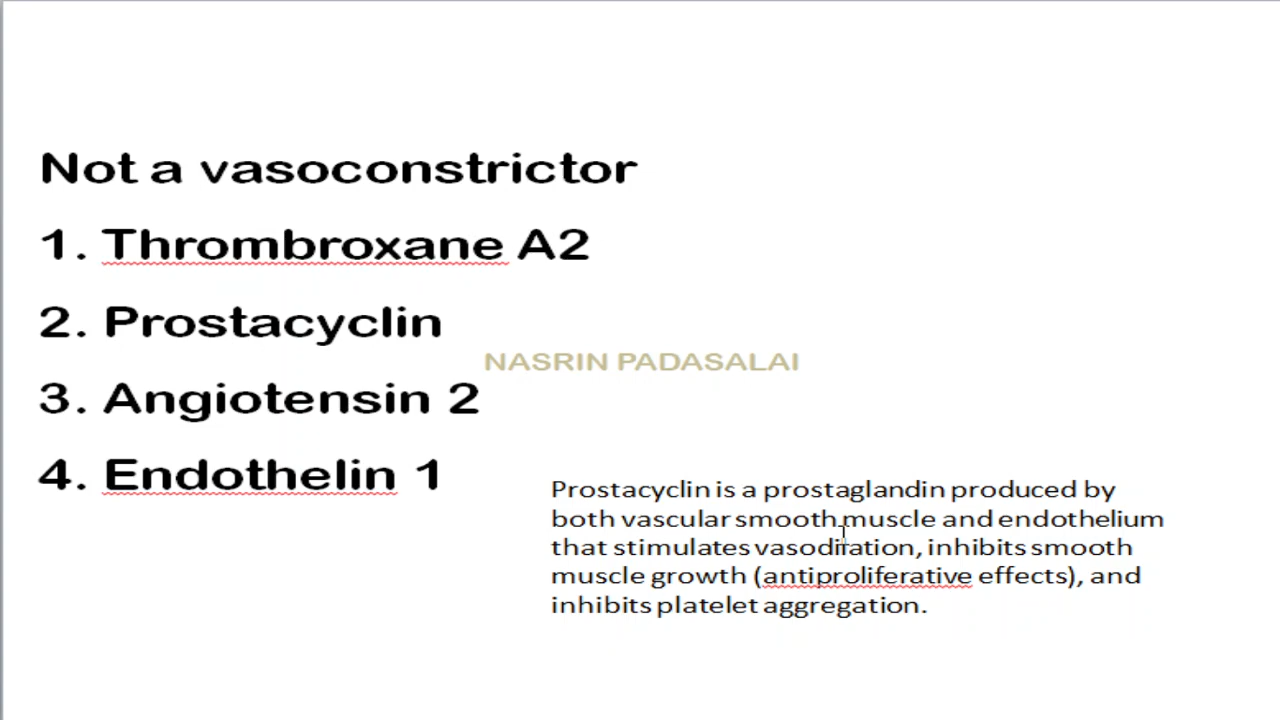 Not a vasoconstrictor
1. Thrombroxane A2
2. Prostacyclin
NASRIN PADASALAI
3. Angiotensin 2
4. Endothelin 1
Prostacyclin is a prostaglandin produced by
both vascular smooth muscle and endothelium
that stimulates vasodilation, inhibits smooth
muscle growth (antiproliferative effects), and
inhibits platelet aggregation.